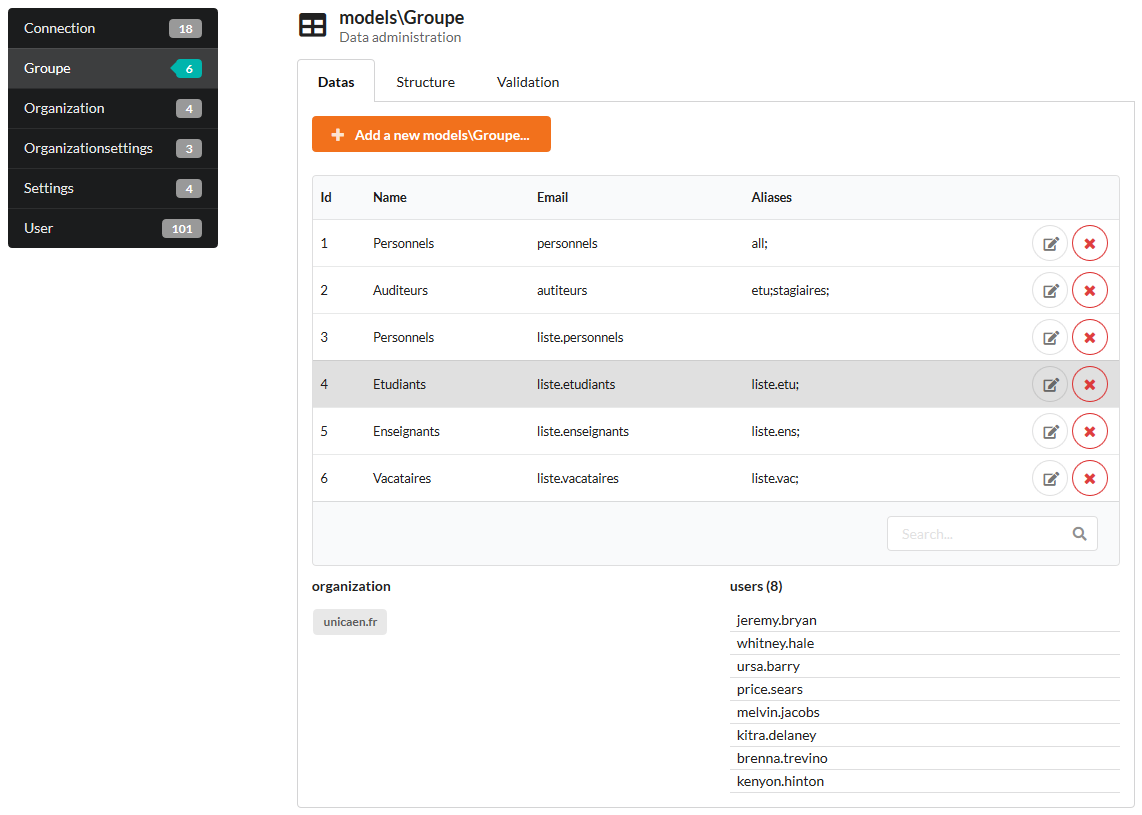 Connection 18
Groupe 6
Organization 4
Organizationsettings 3
Settings 4
User 101
models\Groupe
Data administration
Datas Structure Validation
Add a new models\Groupe...
Id Name Email Aliases
1 Personnels personnels all;
2 Auditeurs autiteurs etu;stagiaires;
3 Personnels liste.personnels
4 Etudiants liste.etudiants liste.etu;
5 Enseignants liste.enseignants liste.ens;
6 Vacataires liste.vacataires liste.vac;
Search...
organization
unicaen.fr
users (8)
jeremy.bryan
whitney.hale
ursa.barry
price.sears
melvin.jacobs
kitra.delaney
brenna.trevino
kenyon.hinton